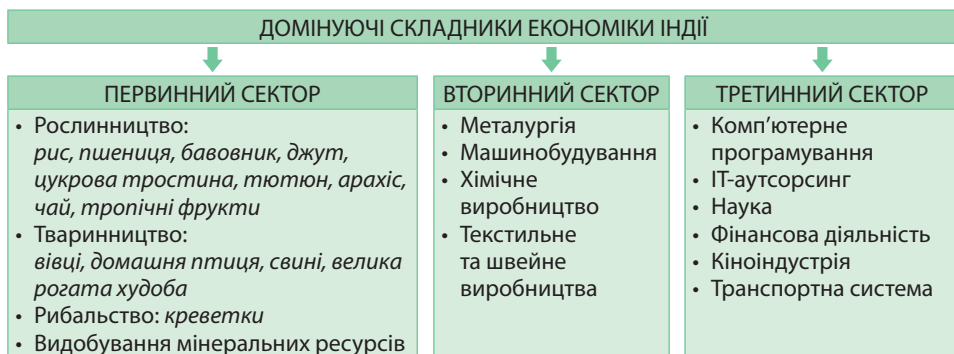 ДОМІНУЮЧІ СКЛАДНИКИ ЕКОНОМІКИ ІНДІЇ
ПЕРВИННИЙ СЕКТОР
• Рослинництво:
рис, пшениця, бавовник, джут,
цукрова тростина, тютюн, арахіс,
чай, тропічні фрукти
• Тваринництво:
вівці, домашня птиця, свині, велика
рогата худоба
• Рибальство: креветки
• Видобування мінеральних ресурсів
ВТОРИННИЙ СЕКТОР
• Металургія
• Машинобудування
• Хімічне
виробництво
• Текстильне
та швейне
виробництва
ТРЕТИННИЙ СЕКТОР
• Комп’ютерне
програмування
• ІТ-аутсорсинг
• Наука
• Фінансова діяльність
• Кіноіндустрія
• Транспортна система